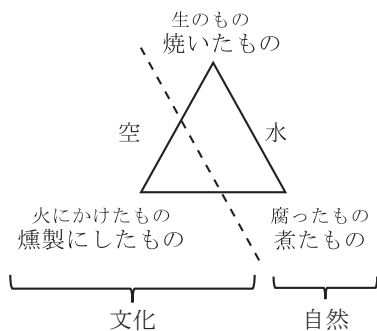 生のもの
焼いたもの
空
水
火にかけたもの
燻製にしたもの
腐ったもの
煮たもの
文化
自然